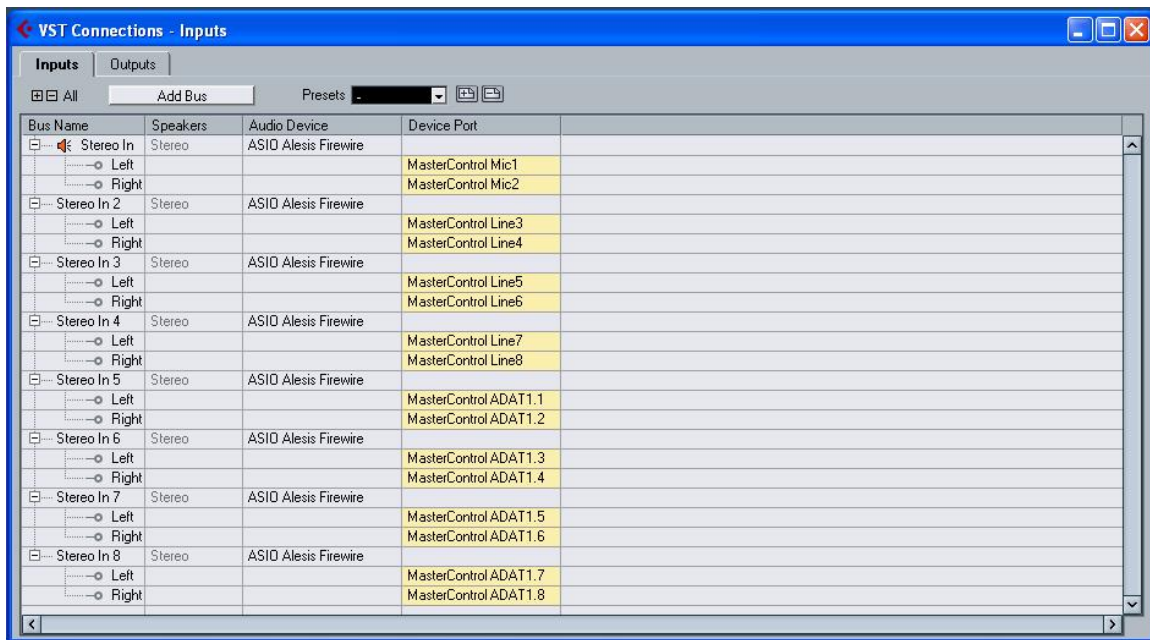 VST Connections - Inputs
Inputs Outputs
All Add Bus Presets -
Bus Name Speakers Audio Device Device Port
Stereo In Stereo ASIO Alesis Firewire
Left MasterControl Mic1
Right MasterControl Mic2
Stereo In 2 Stereo ASIO Alesis Firewire
Left MasterControl Line3
Right MasterControl Line4
Stereo In 3 Stereo ASIO Alesis Firewire
Left MasterControl Line5
Right MasterControl Line6
Stereo In 4 Stereo ASIO Alesis Firewire
Left MasterControl Line7
Right MasterControl Line8
Stereo In 5 Stereo ASIO Alesis Firewire
Left MasterControl ADAT1.1
Right MasterControl ADAT1.2
Stereo In 6 Stereo ASIO Alesis Firewire
Left MasterControl ADAT1.3
Right MasterControl ADAT1.4
Stereo In 7 Stereo ASIO Alesis Firewire
Left MasterControl ADAT1.5
Right MasterControl ADAT1.6
Stereo In 8 Stereo ASIO Alesis Firewire
Left MasterControl ADAT1.7
Right MasterControl ADAT1.8